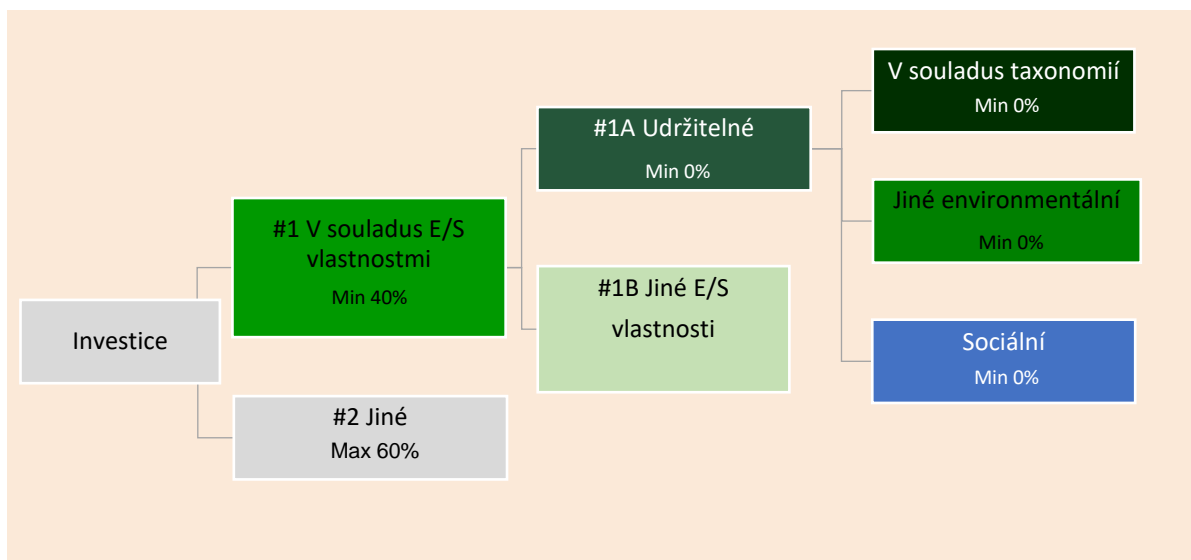 V souladus taxonomií
Min 0%
#1A Udržitelné
Min 0%
Jiné environmentální
Min 0%
#1 V souladus E/S
vlastnostmi
Min 40%
#1B Jiné E/S
vlastnosti
Investice
Sociální
Min 0%
#2 Jiné
Max 60%